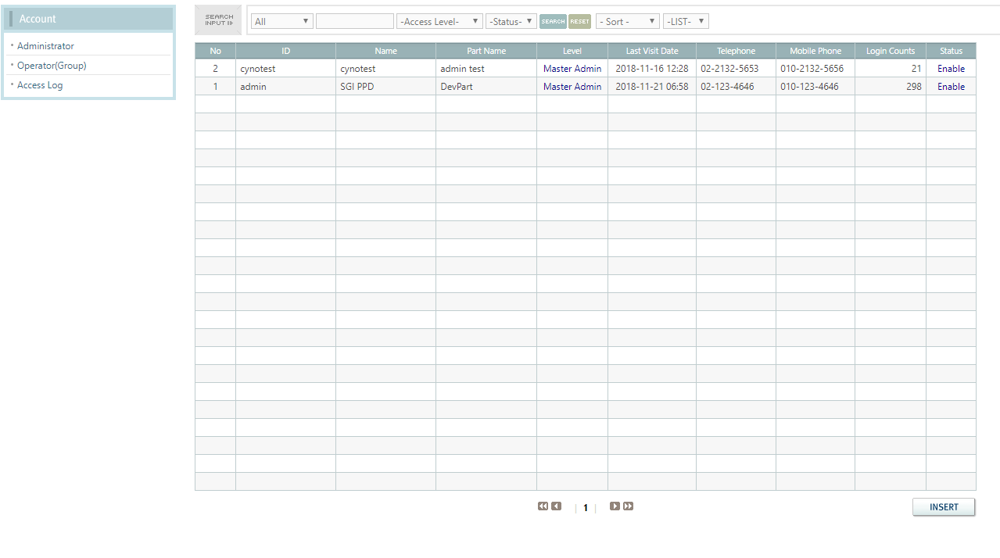 Account
Administrator
Operator(Group)
Access Log
SEARCH
INPUT
All -Access Level- -Status- SEARCH RESET - Sort - -LIST-
No ID Name Part Name Level Last Visit Date Telephone Mobile Phone Login Counts Status
2 cynotest cynotest admin test Master Admin 2018-11-16 12:28 02-2132-5653 010-2132-5656 21 Enable
1 admin SGI PPD DevPart Master Admin 2018-11-21 06:58 02-123-4646 010-123-4646 298 Enable
| 1 |
INSERT